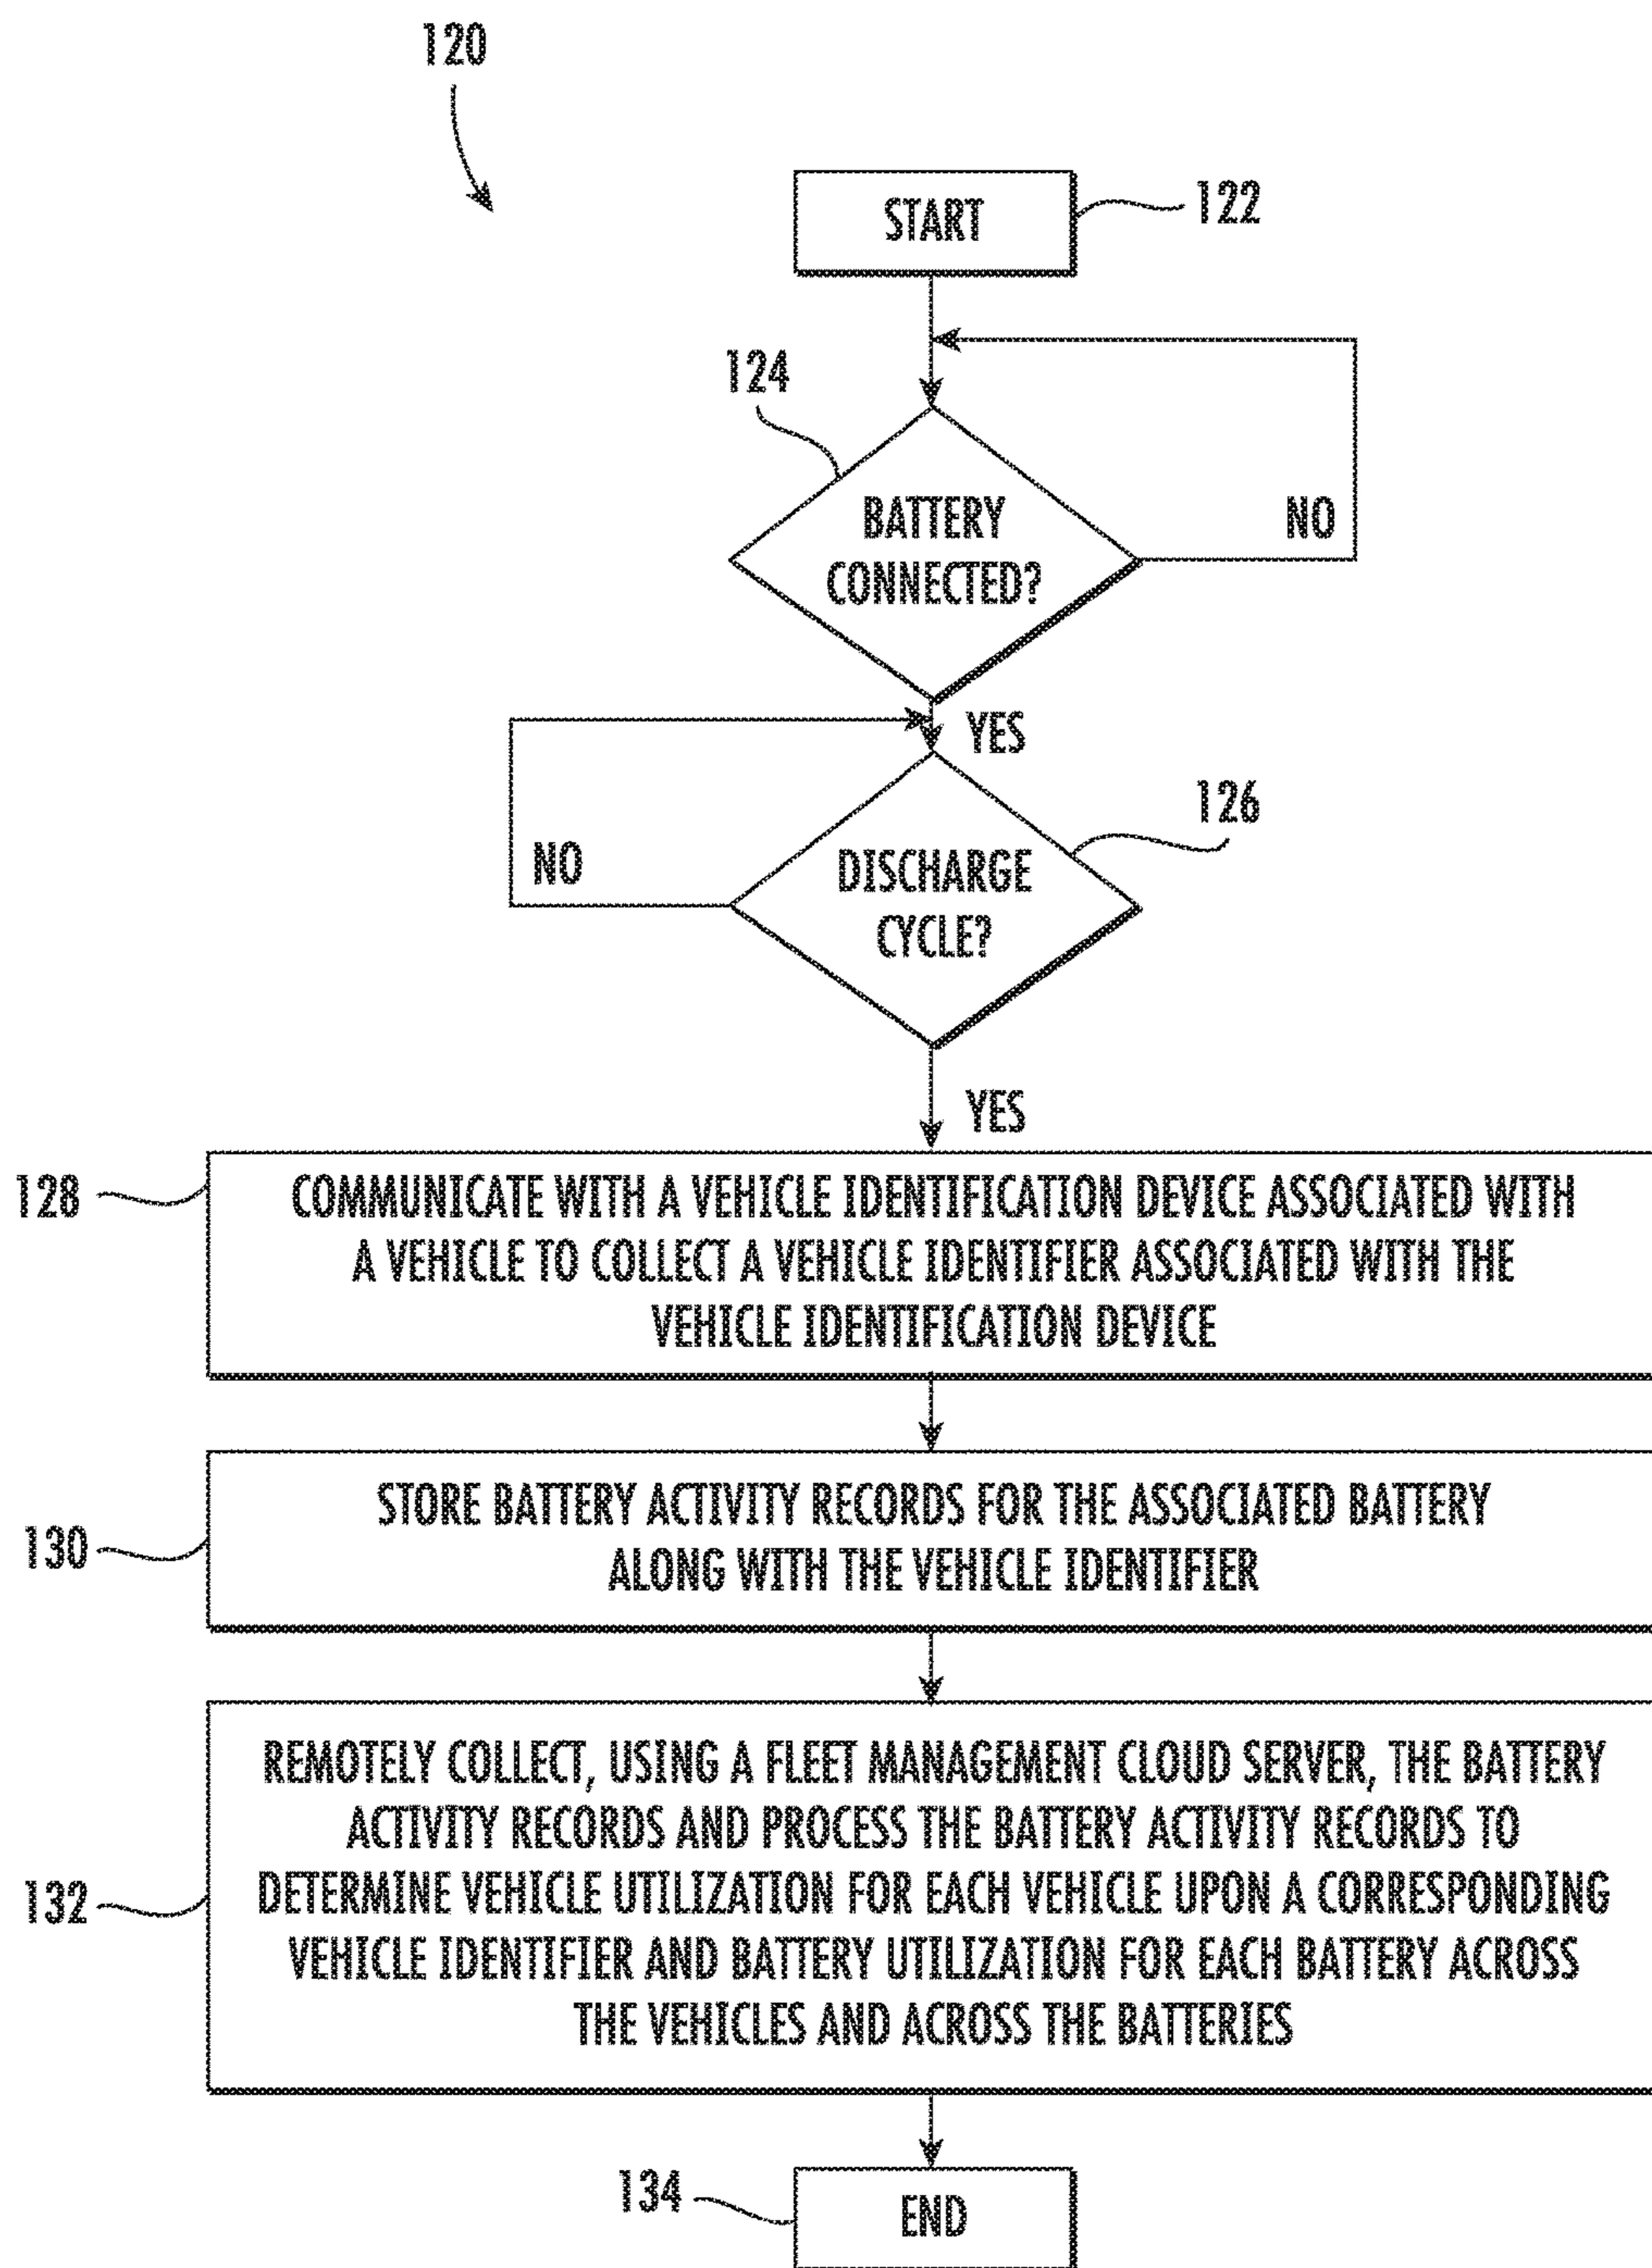 120
START
122
124
BATTERY
CONNECTED?
NO
YES
126
NO
DISCHARGE
CYCLE?
YES
128
COMMUNICATE WITH A VEHICLE IDENTIFICATION DEVICE ASSOCIATED WITH
A VEHICLE TO COLLECT A VEHICLE IDENTIFIER ASSOCIATED WITH THE
VEHICLE IDENTIFICATION DEVICE
130
STORE BATTERY ACTIVITY RECORDS FOR THE ASSOCIATED BATTERY
ALONG WITH THE VEHICLE IDENTIFIER
132
REMOTELY COLLECT, USING A FLEET MANAGEMENT CLOUD SERVER, THE BATTERY
ACTIVITY RECORDS AND PROCESS THE BATTERY ACTIVITY RECORDS TO
DETERMINE VEHICLE UTILIZATION FOR EACH VEHICLE UPON A CORRESPONDING
VEHICLE IDENTIFIER AND BATTERY UTILIZATION FOR EACH BATTERY ACROSS
THE VEHICLES AND ACROSS THE BATTERIES
134
END